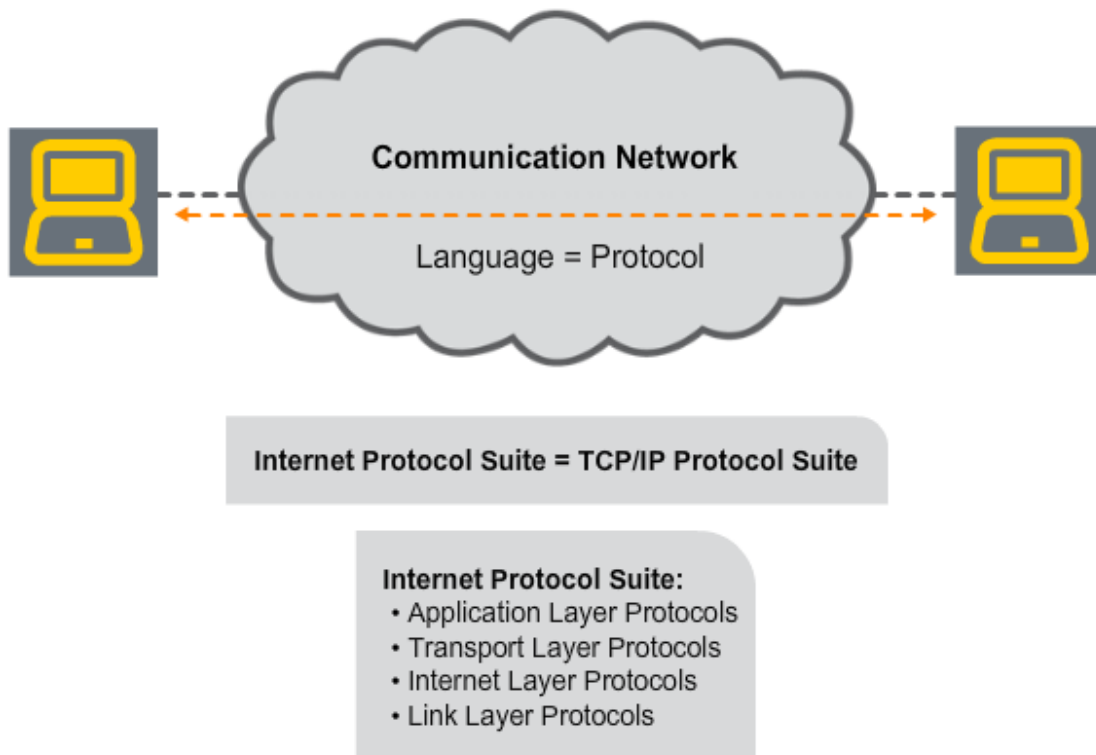 Communication Network
Language = Protocol
Internet Protocol Suite = TCP/IP Protocol Suite
Internet Protocol Suite:
• Application Layer Protocols
• Transport Layer Protocols
• Internet Layer Protocols
• Link Layer Protocols